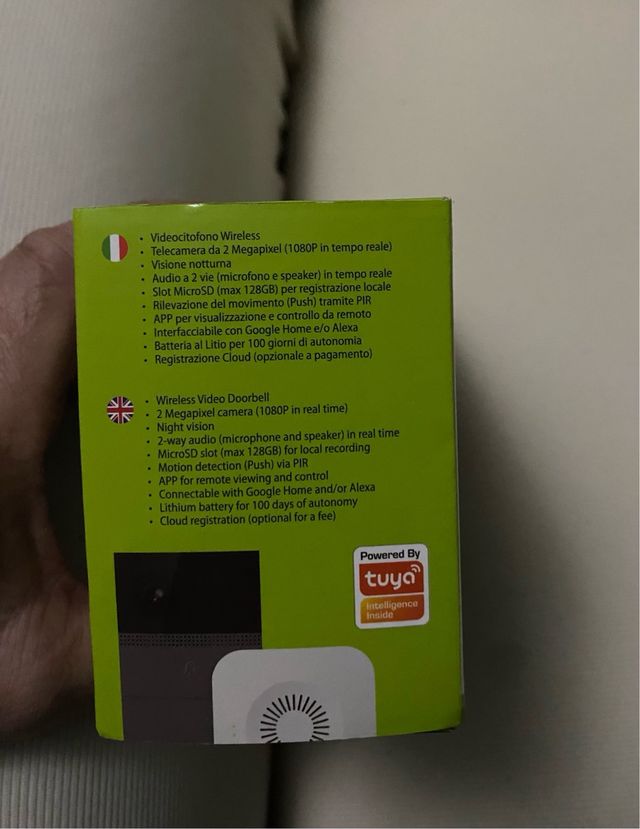 • Videocitofono Wireless
• Telecamera da 2 Megapixel (1080P in tempo reale)
• Visione notturna
• Audio a 2 vie (microfono e speaker) in tempo reale
• Slot MicroSD (max 128GB) per registrazione locale
• Rilevazione del movimento (Push) tramite PIR
• APP per visualizzazione e controllo da remoto
• Interfacciabile con Google Home e/o Alexa
• Batteria al Litio per 100 giorni di autonomia
• Registrazione Cloud (opzionale a pagamento)
• Wireless Video Doorbell
• 2 Megapixel camera (1080P in real time)
• Night vision
• 2-way audio (microphone and speaker) in real time
• MicroSD slot (max 128GB) for local recording
• Motion detection (Push) via PIR
• APP for remote viewing and control
• Connectable with Google Home and/or Alexa
• Lithium battery for 100 days of autonomy
• Cloud registration (optional for a fee)
Powered By
tuya
Intelligence
Inside